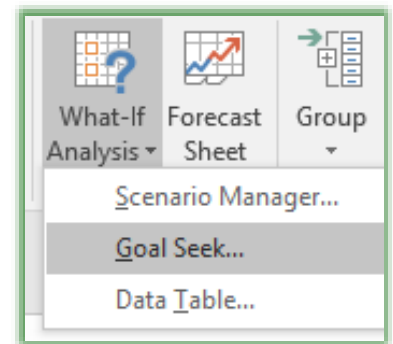 What-If Forecast Group
Analysis Sheet
Scenario Manager...
Goal Seek...
Data Table...